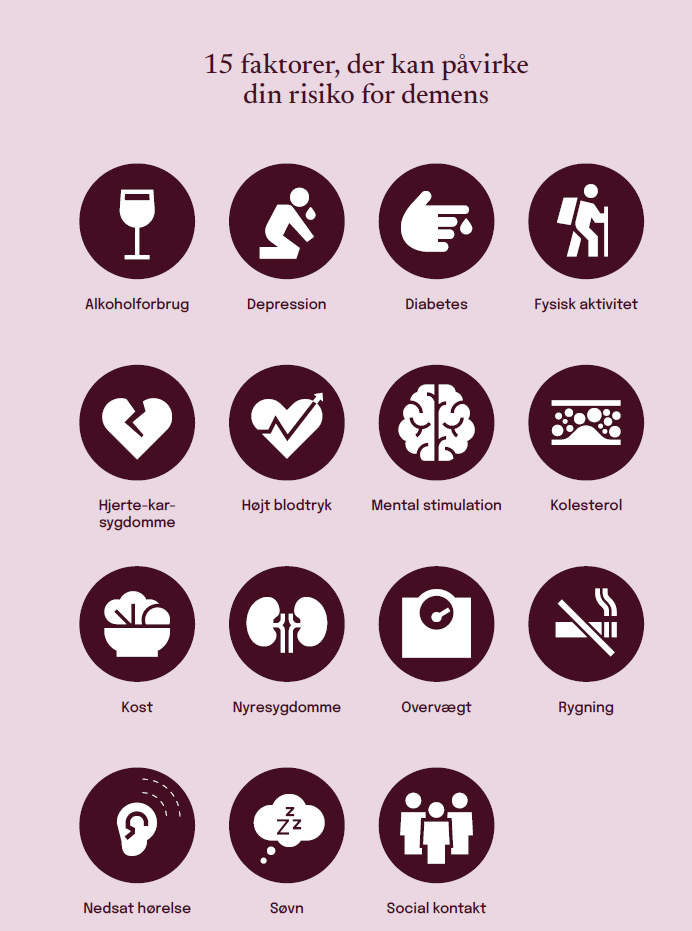 15 faktorer, der kan påvirke
din risiko for demens
Alkoholforbrug
Depression
Diabetes
Fysisk aktivitet
Hjerte-kar-
sygdomme
Højt blodtryk
Mental stimulation
Kolesterol
Kost
Nyresygdomme
Overvægt
Rygning
Nedsat hørelse
z
Z z
Søvn
Social kontakt